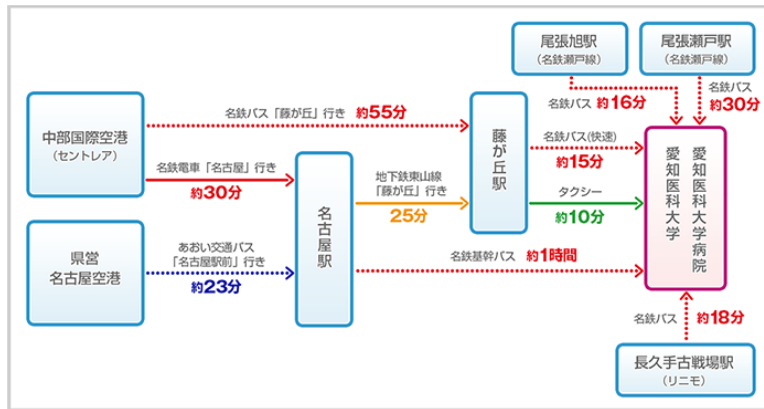 尾張旭駅
(名鉄瀬戸線)
尾張瀬戸駅
(名鉄瀬戸線)
名鉄バス 約16分
名鉄バス
約30分
中部国際空港
(セントレア)
名鉄バス「藤が丘」行き 約55分
名鉄電車「名古屋」行き
約30分
県営
名古屋空港
あおい交通バス
「名古屋駅前」行き
約23分
名古屋駅
地下鉄東山線
「藤が丘」行き
25分
藤が丘駅
名鉄バス(快速)
約15分
タクシー
約10分
名鉄基幹バス 約1時間
愛知医科大学病院
愛知医科大学
名鉄バス 約18分
長久手古戦場駅
(リニモ)